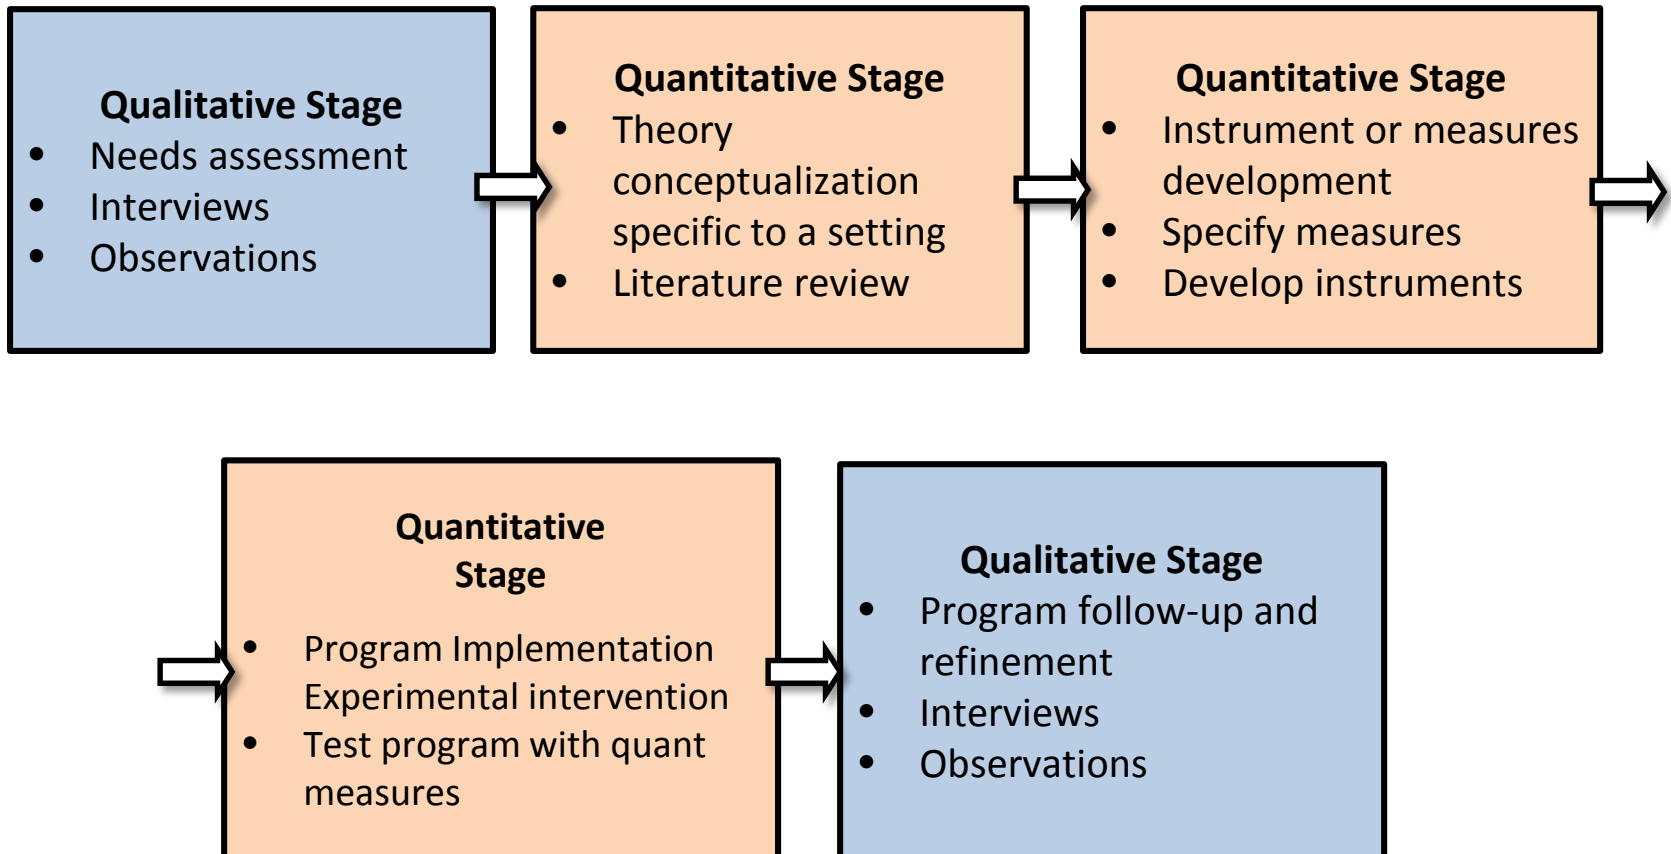 Qualitative Stage
• Needs assessment
• Interviews
• Observations
Quantitative Stage
• Theory
conceptualization
specific to a setting
• Literature review
Quantitative Stage
• Instrument or measures
development
• Specify measures
• Develop instruments
Quantitative
Stage
• Program Implementation
Experimental intervention
• Test program with quant
measures
Qualitative Stage
• Program follow-up and
refinement
• Interviews
• Observations